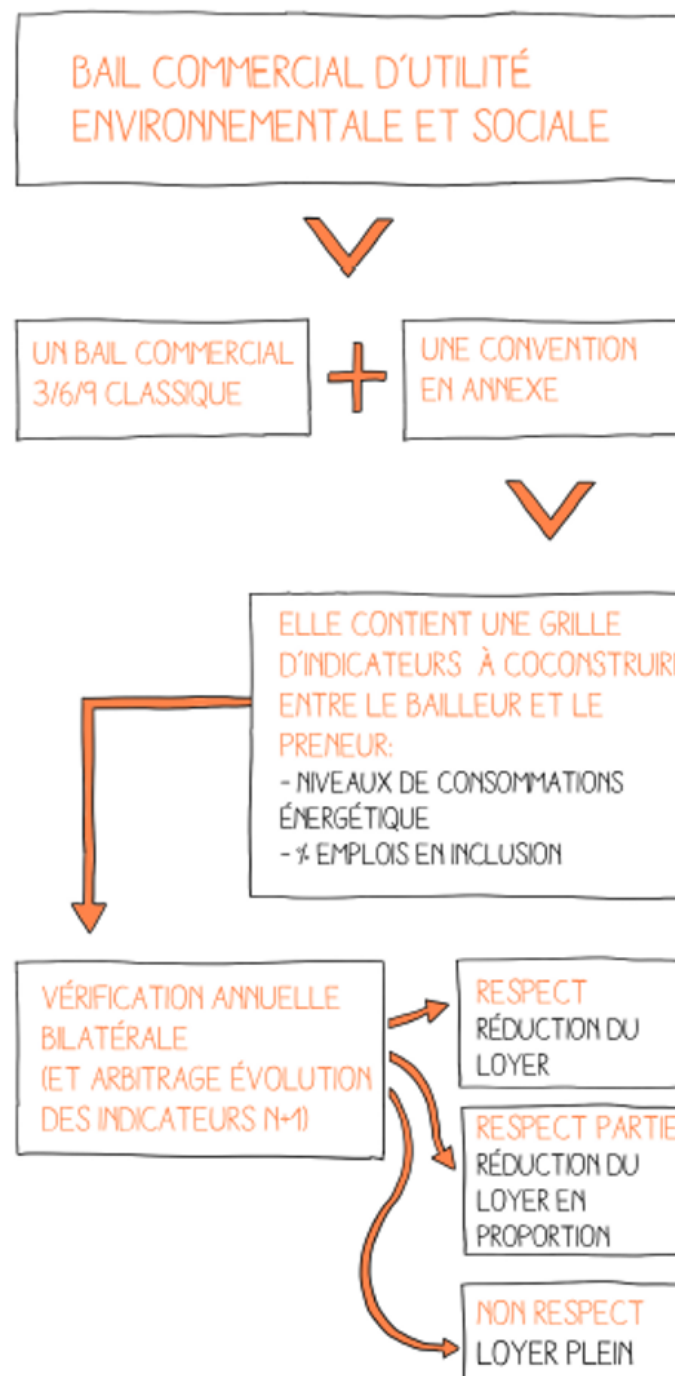 BAIL COMMERCIAL D'UTILITÉ
ENVIRONNEMENTALE ET SOCIALE
UN BAIL COMMERCIAL
3/6/9 CLASSIQUE
+
UNE CONVENTION
EN ANNEXE
ELLE CONTIENT UNE GRILLE
D'INDICATEURS À COCONSTRUIRE
ENTRE LE BAILLEUR ET LE
PRENEUR:
- NIVEAUX DE CONSOMMATIONS
ÉNERGÉTIQUE
- % EMPLOIS EN INCLUSION
VÉRIFICATION ANNUELLE
BILATÉRALE
(ET ARBITRAGE ÉVOLUTION
DES INDICATEURS N+1)
RESPECT
RÉDUCTION DU
LOYER
RESPECT PARTIE
RÉDUCTION DU
LOYER EN
PROPORTION
NON RESPECT
LOYER PLEIN